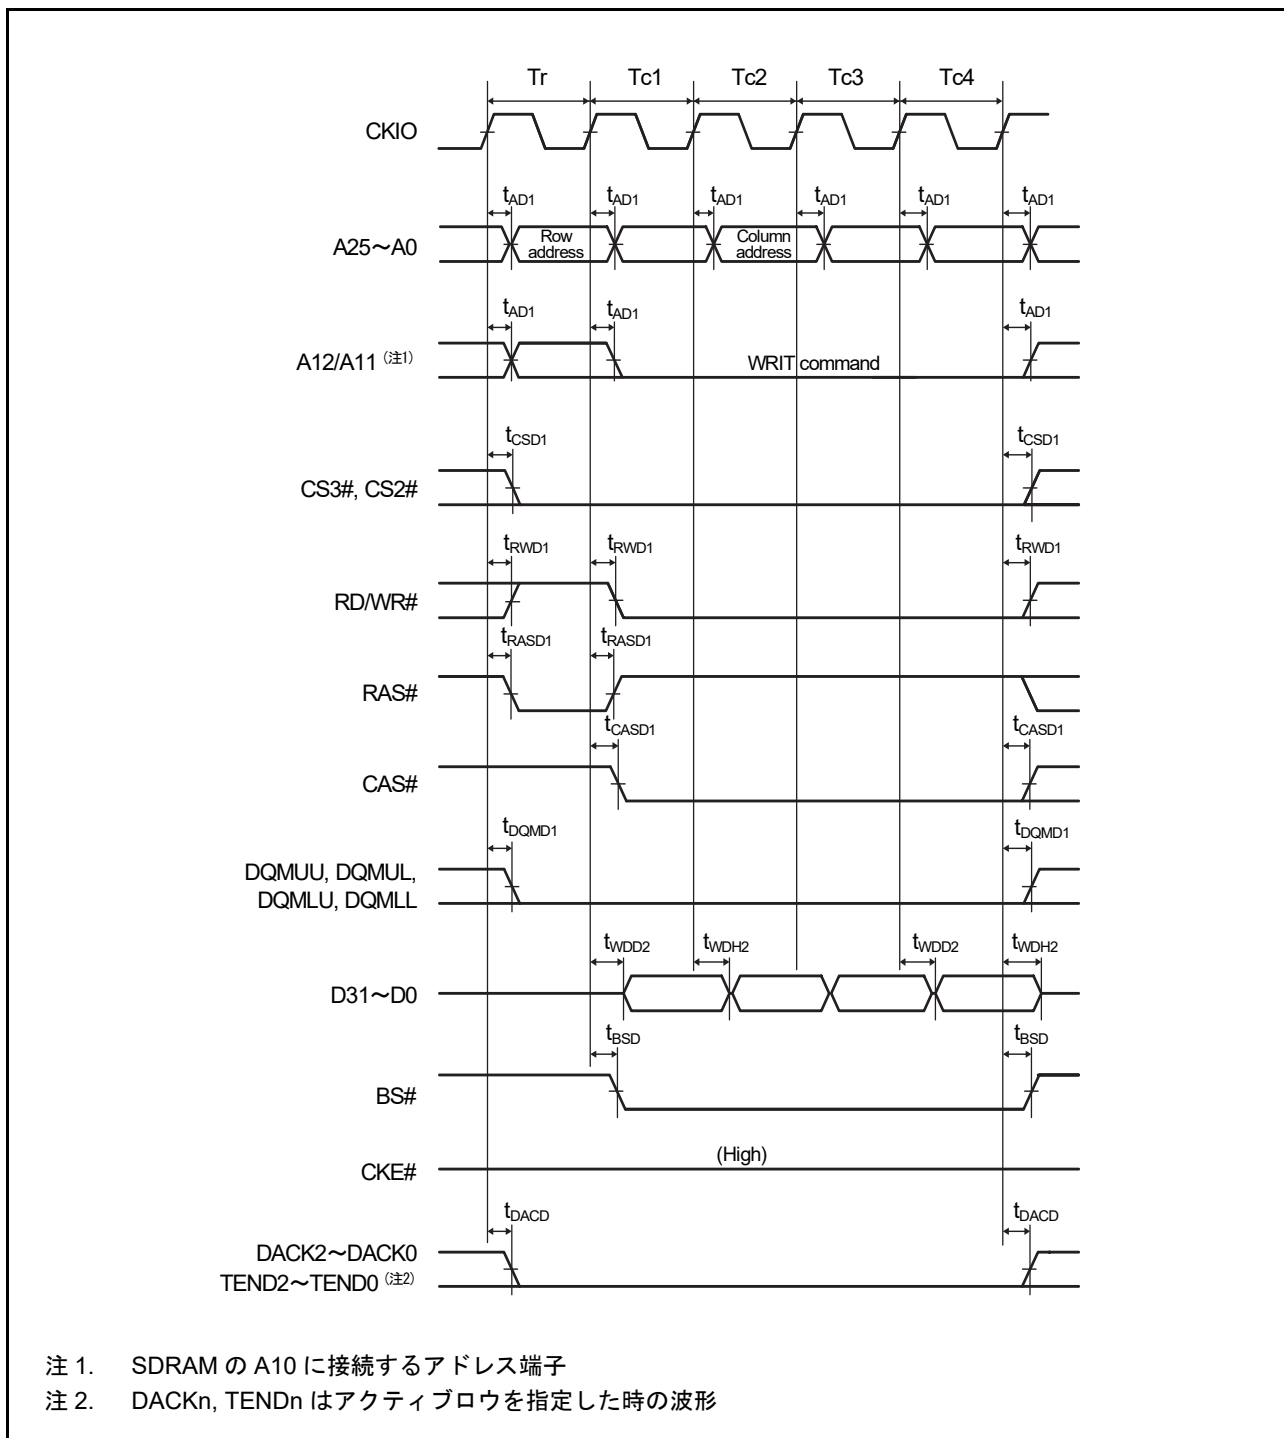 Tr Tc1 Tc2 Tc3 Tc4
CKIO
tAD1 tAD1 tAD1 tAD1 tAD1 tAD1
A25～A0 Row address Column address
tAD1 tAD1 tAD1
A12/A11 (注1) WRIT command
tCSD1 tCSD1
CS3#, CS2#
tRWD1 tRWD1 tRWD1
RD/WR#
tRASD1 tRASD1
RAS#
tCASD1 tCASD1
CAS#
tDQMD1 tDQMD1
DQMUU, DQMUL,
DQMLU, DQMLL
tWDD2 tWDH2 tWDD2 tWDH2
D31～D0
tBSD tBSD
BS#
(High)
CKE#
tDACD tDACD
DACK2～DACK0
TEND2～TEND0 (注2)
注 1. SDRAM の A10 に接続するアドレス端子
注 2. DACKn, TENDn はアクティブロウを指定した時の波形